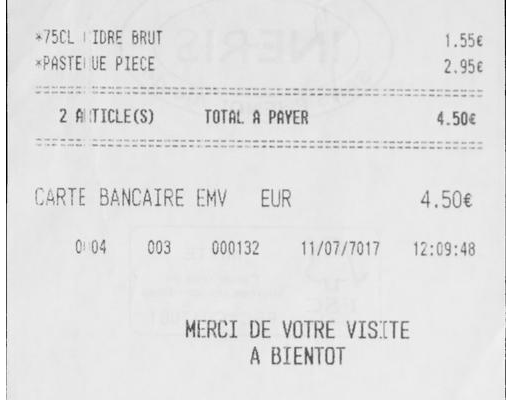 *75CL CIDRE BRUT 1.55€
*PASTEQUE PIECE 2.95€
2 ARTICLE(S) TOTAL A PAYER 4.50€
CARTE BANCAIRE EMV EUR 4.50€
0004 003 000132 11/07/7017 12:09:48
MERCI DE VOTRE VISITE
A BIENTOT